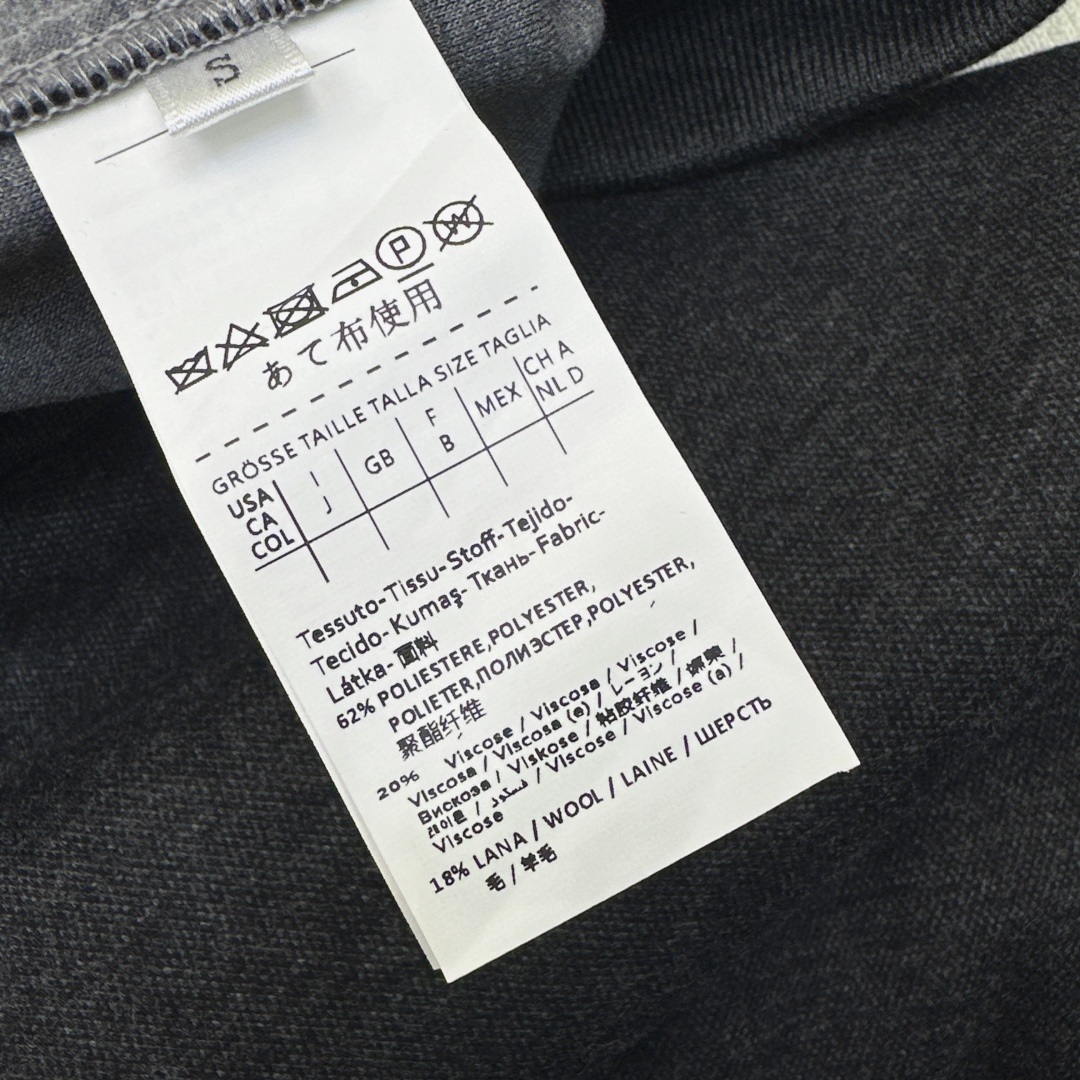 S
P
W
あて布使用
GRÖSSE TAILLE TALLA SIZE TAGLIA
USA CA COL I J GB F B MEX CH A NL D
Tessuto-Tissu-Stoff-Tejido-
Tecido-Kumaş-Ткань-Fabric-
Látka-面料
62% POLIESTERE,POLYESTER,
POLIETER,ПОЛИЭСТЕР,POLYESTER,
聚酯纤维
20% Viscose / Viscosa / Viscose /
Viscosa / Viscosa (e) / レーヨン /
Вискоза / Viskose / 粘胶纤维 /
레이온 / / Viscose / Viscose (a) /
Viscose
18% LANA / WOOL / LAINE / ШЕРСТЬ
毛 / 羊毛